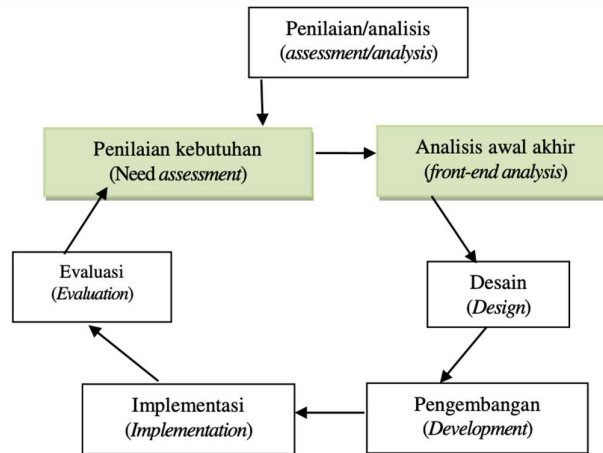 Penilaian/analisis
(assessment/analysis)
Penilaian kebutuhan
(Need assessment)
Analisis awal akhir
(front-end analysis)
Evaluasi
(Evaluation)
Desain
(Design)
Implementasi
(Implementation)
Pengembangan
(Development)